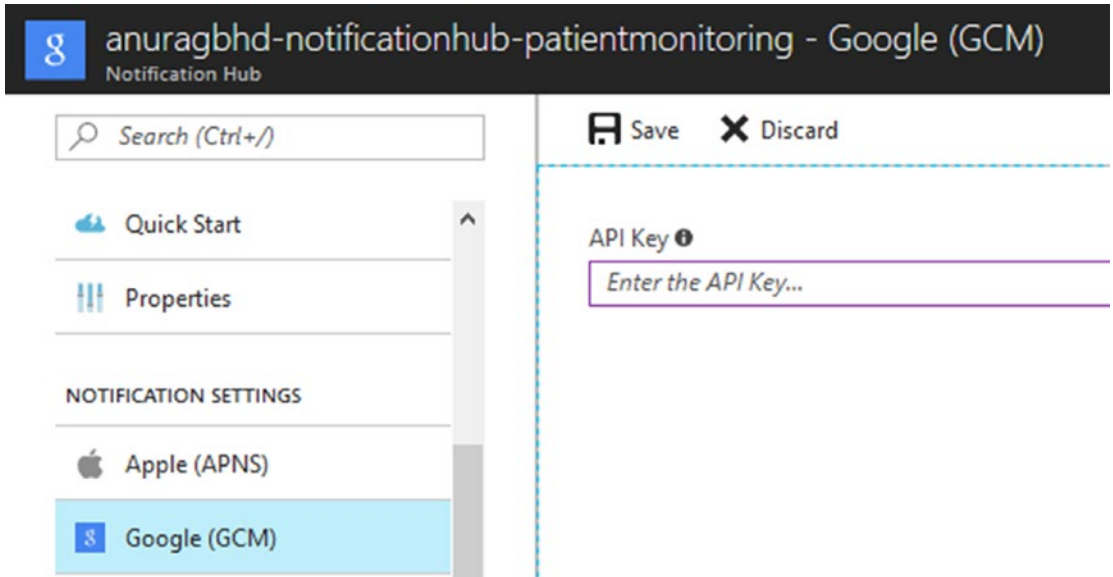 g anuragbhd-notificationhub-patientmonitoring - Google (GCM)
Notification Hub
Search (Ctrl+/)
Save Discard
Quick Start
API Key
Enter the API Key...
Properties
NOTIFICATION SETTINGS
Apple (APNS)
g Google (GCM)